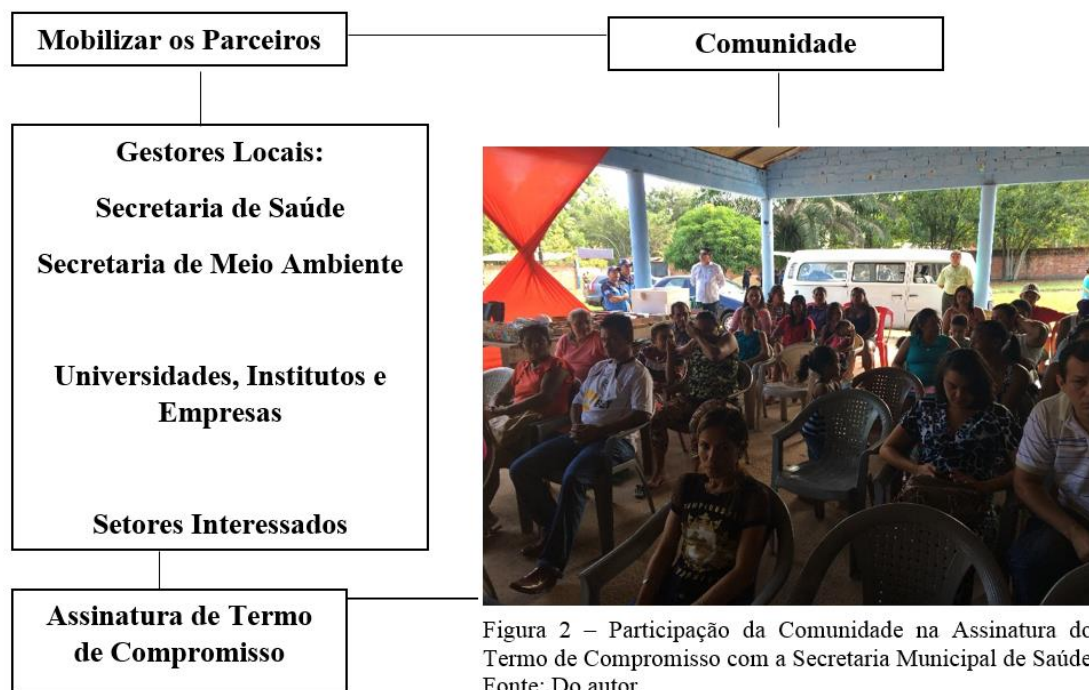 Mobilizar os Parceiros
Comunidade
Gestores Locais:
Secretaria de Saúde
Secretaria de Meio Ambiente
Universidades, Institutos e
Empresas
Setores Interessados
Assinatura de Termo
de Compromisso
Figura 2 – Participação da Comunidade na Assinatura do
Termo de Compromisso com a Secretaria Municipal de Saúde
Fonte: Do autor